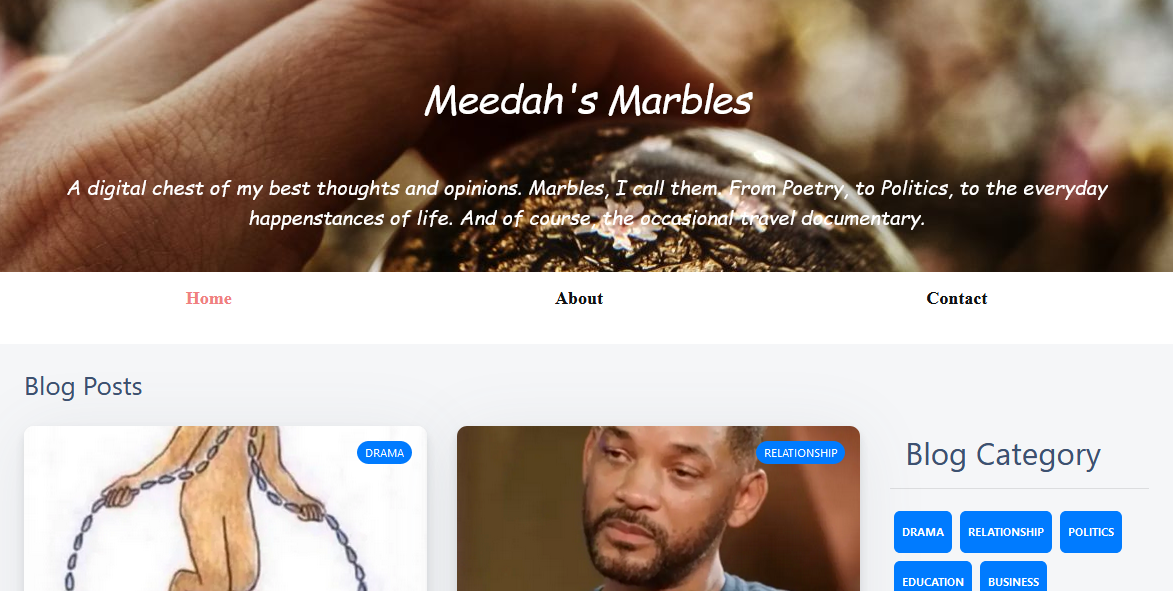 Meedah's Marbles
A digital chest of my best thoughts and opinions. Marbles, I call them. From Poetry, to Politics, to the everyday
happenstances of life. And of course, the occasional travel documentary.
Home About Contact
Blog Posts
DRAMA
RELATIONSHIP
Blog Category
DRAMA RELATIONSHIP POLITICS
EDUCATION BUSINESS